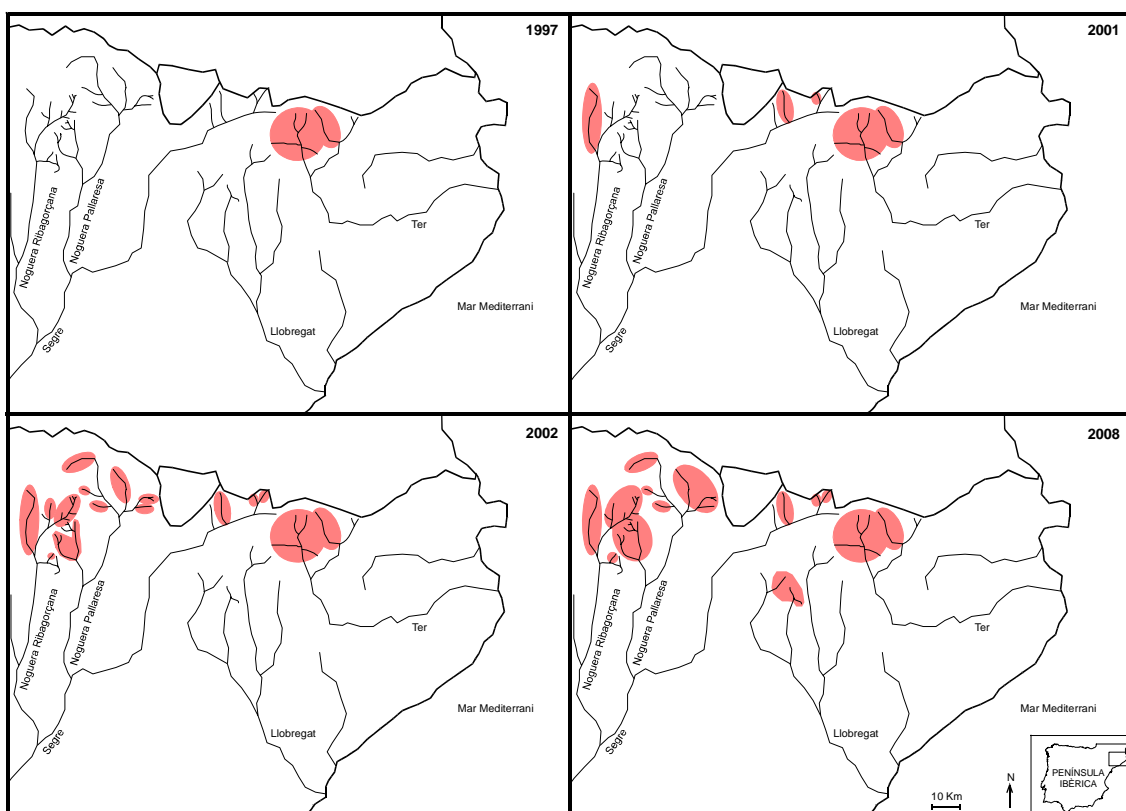 1997
Noguera Ribagorçana
Noguera Pallaresa
Ter
Mar Mediterrani
Llobregat
Segre
2001
Noguera Ribagorçana
Noguera Pallaresa
Ter
Mar Mediterrani
Llobregat
Segre
2002
Noguera Ribagorçana
Noguera Pallaresa
Ter
Mar Mediterrani
Llobregat
Segre
2008
Noguera Ribagorçana
Noguera Pallaresa
Ter
Mar Mediterrani
Llobregat
Segre
10 Km
N
PENÍNSULA
IBÈRICA